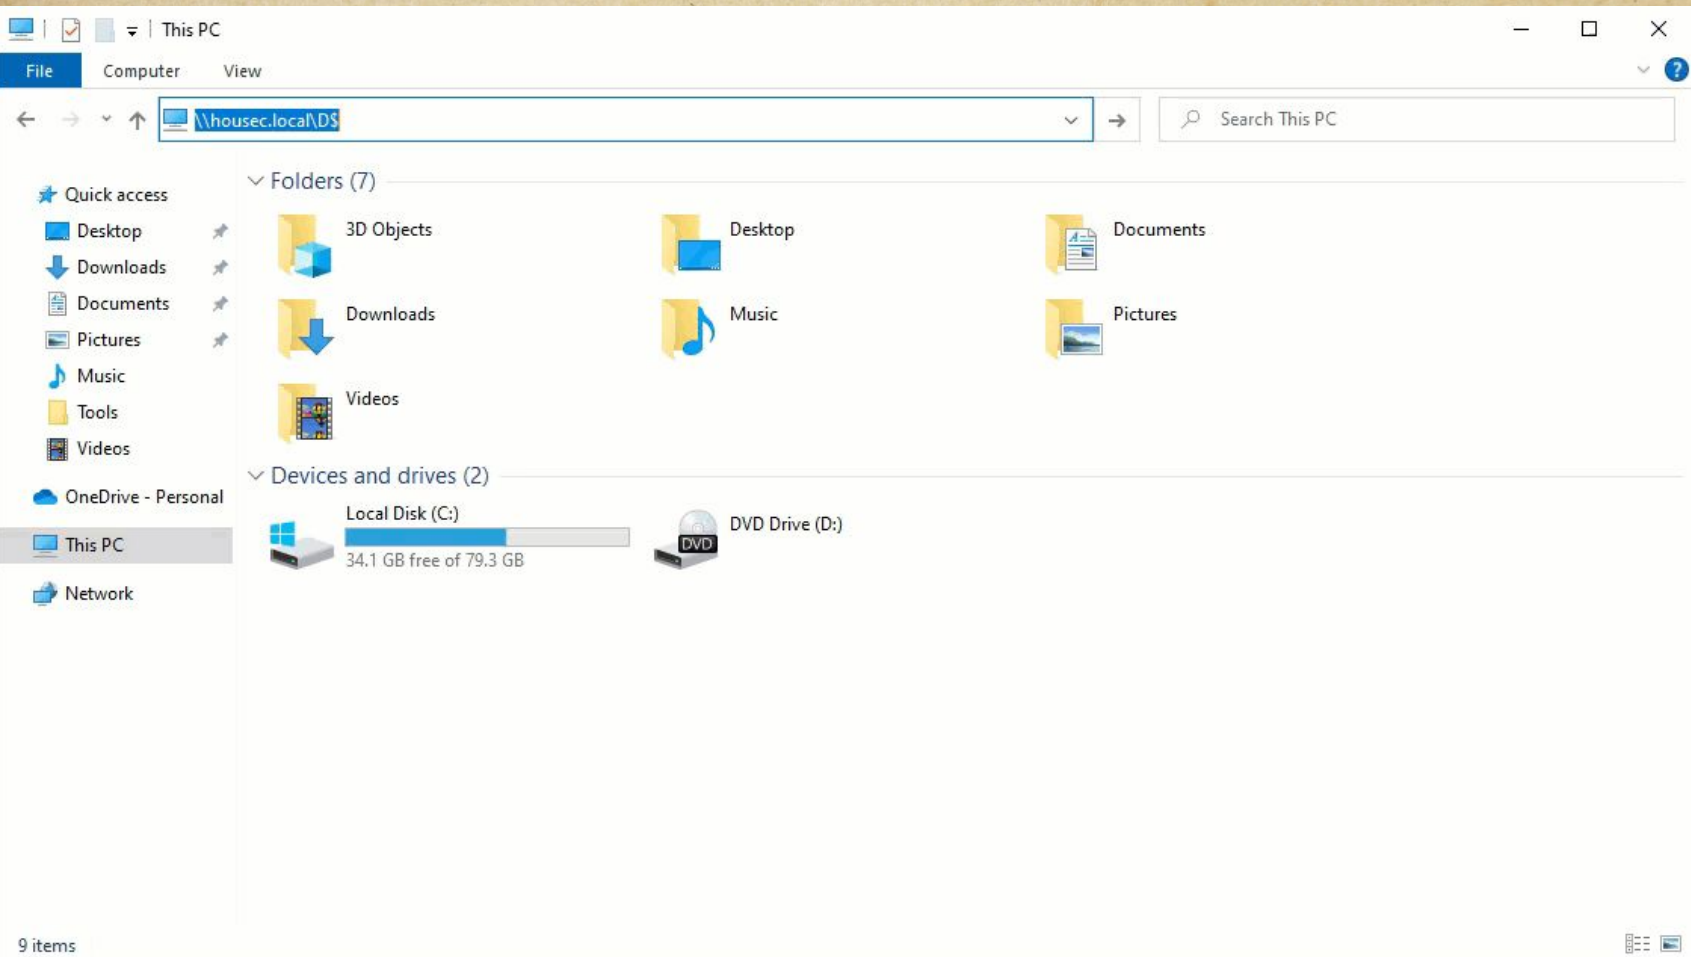 This PC
File Computer View
\\housec.local\D$
Search This PC
Quick access
Desktop
Downloads
Documents
Pictures
Music
Tools
Videos
OneDrive - Personal
This PC
Network
Folders (7)
3D Objects
Desktop
Documents
Downloads
Music
Pictures
Videos
Devices and drives (2)
Local Disk (C:)
34.1 GB free of 79.3 GB
DVD
DVD Drive (D:)
9 items